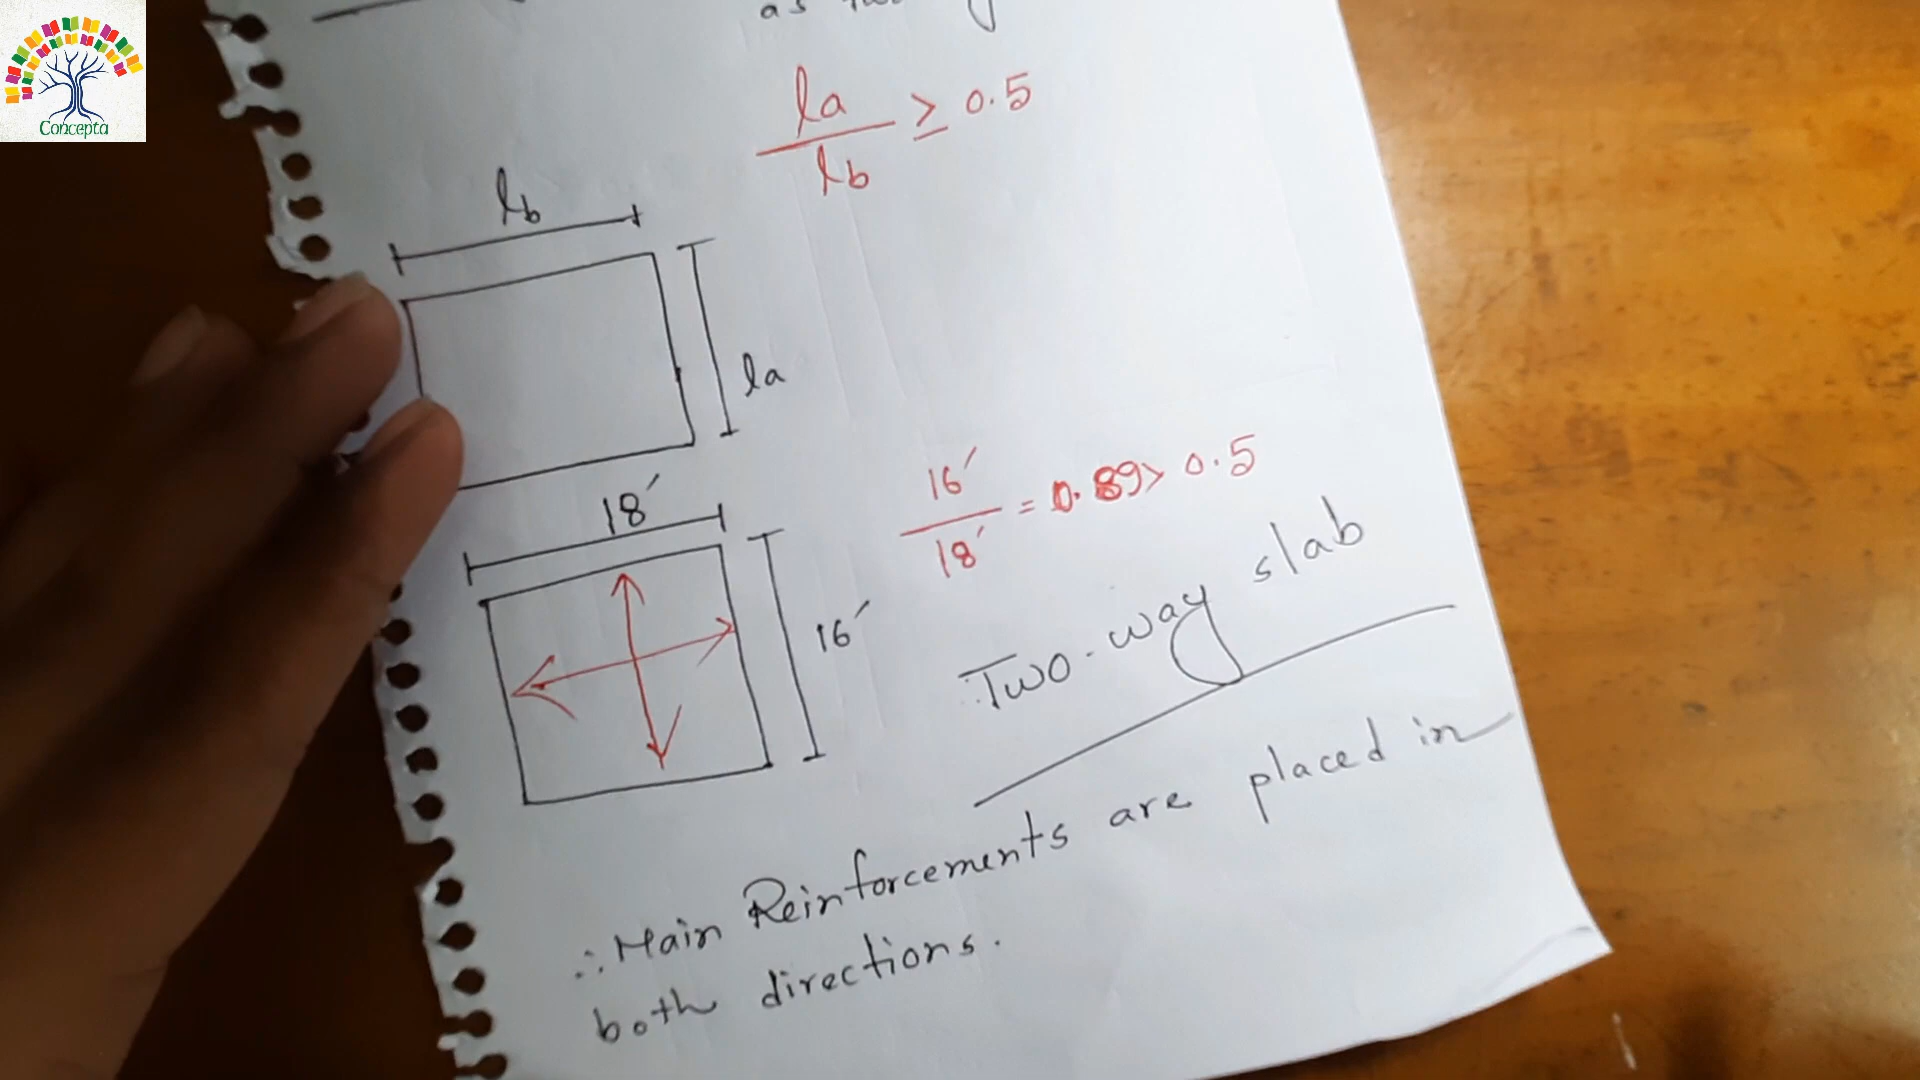 Concepta
as
la
lb
≥ 0.5
lb
la
18'
16'
16'
18'
= 0.89 > 0.5
Two-way slab
∴ Main Reinforcements are placed in
both directions.